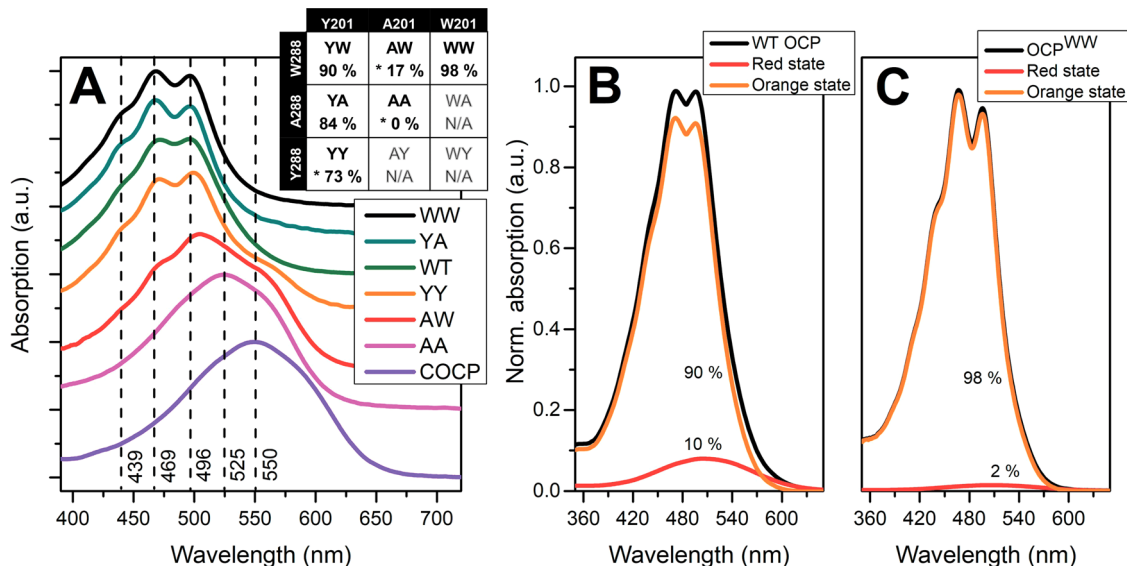 Y201 A201 W201
W288
YW AW WW
90 % * 17 % 98 %
A288
YA AA WA
84 % * 0 % N/A
Y288
YY AY WY
* 73 % N/A N/A
A
WW
YA
WT
YY
AW
AA
COCP
439 469 496 525 550
400 450 500 550 600 650 700
Wavelength (nm)
Absorption (a.u.)
B
WT OCP
Red state
Orange state
90 %
10 %
1.0
0.8
0.6
0.4
0.2
0.0
360 420 480 540 600
Wavelength (nm)
Norm. absorption (a.u.)
C
OCP^WW
Red state
Orange state
98 %
2 %
360 420 480 540 600
Wavelength (nm)